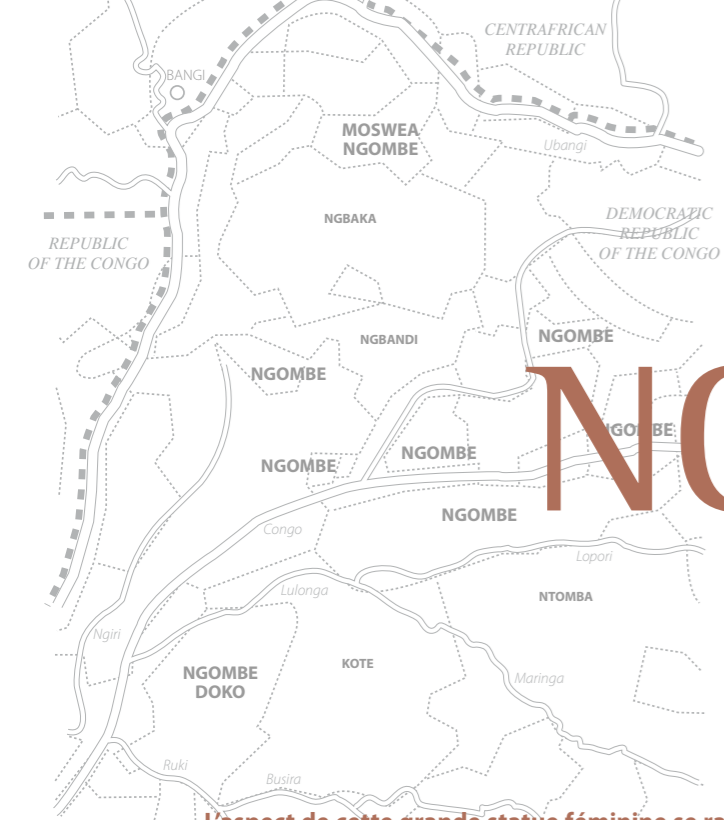 CENTRAFRICAN
REPUBLIC
BANGI
MOSWEA
NGOMBE
Ubangi
NGBAKA
DEMOCRATIC
REPUBLIC
OF THE CONGO
REPUBLIC
OF THE CONGO
NGBANDI
NGOMBE
NGOMBE
NGOMBE
NGOMBE
NGOMBE
NGOMBE
Congo
Lopori
Lulonga
NTOMBA
Ngiri
KOTE
NGOMBE
DOKO
Maringa
Ruki
Busira